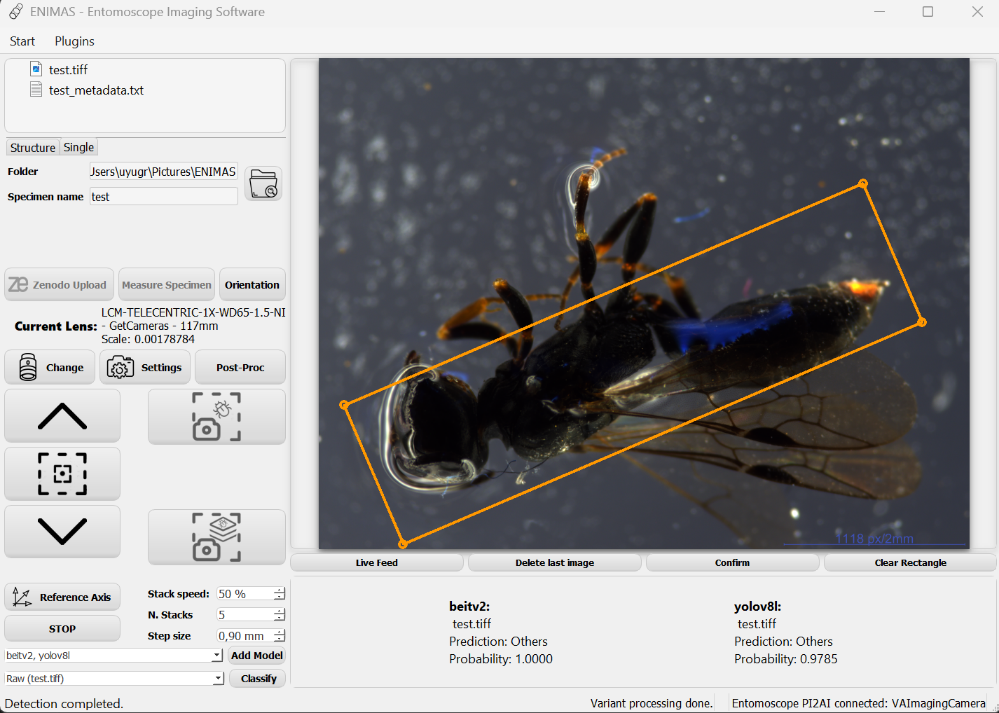 ENIMAS - Entomoscope Imaging Software
Start Plugins
test.tiff
test_metadata.txt
Structure Single
Folder Jsers\uyugr\Pictures\ENIMAS
Specimen name test
ZE Zenodo Upload Measure Specimen Orientation
Current Lens: LCM-TELECENTRIC-1X-WD65-1.5-NI
- GetCameras - 117mm
Scale: 0.00178784
Change Settings Post-Proc
1118 px/2mm
Live Feed Delete last image Confirm Clear Rectangle
Reference Axis
STOP
Stack speed: 50 %
N. Stacks 5
Step size 0,90 mm
beitv2, yolov8l Add Model
Raw (test.tiff) Classify
beitv2:
test.tiff
Prediction: Others
Probability: 1.0000
yolov8l:
test.tiff
Prediction: Others
Probability: 0.9785
Detection completed. Variant processing done. Entomoscope PI2AI connected: VAImagingCamera